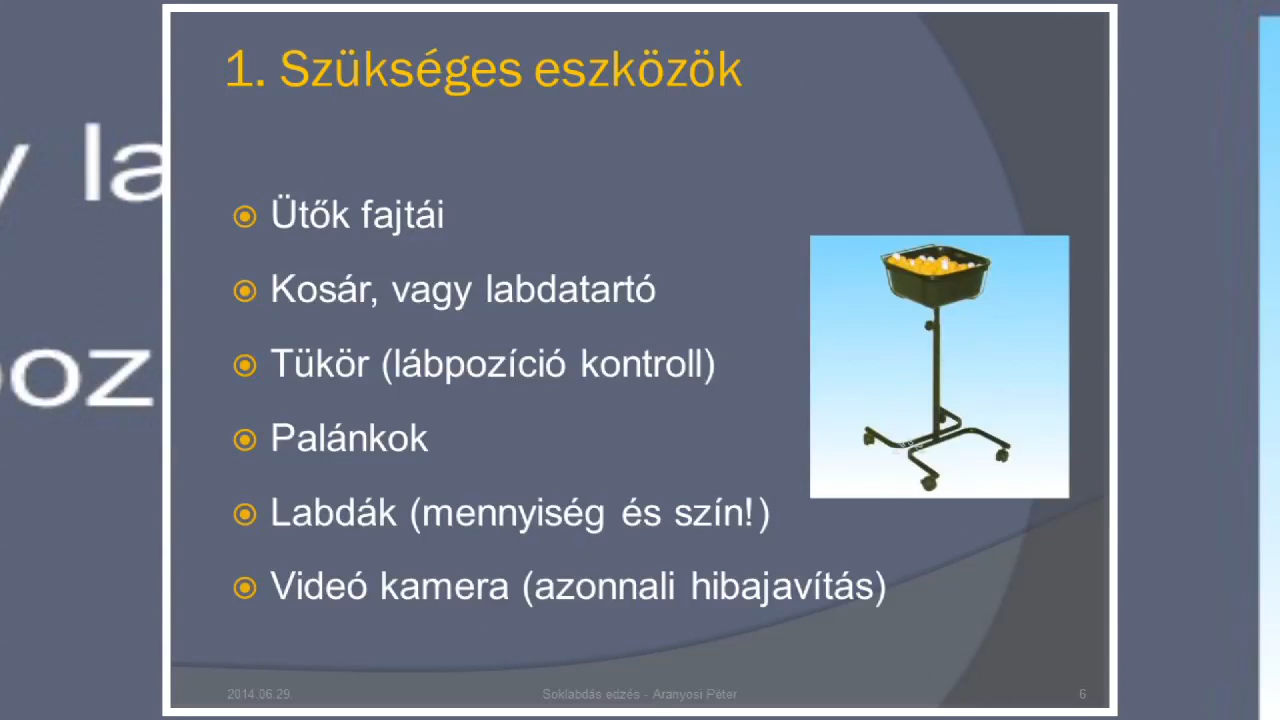 1. Szükséges eszközök
Ütők fajtái
Kosár, vagy labdatartó
Tükör (lábpozíció kontroll)
Palánkok
Labdák (mennyiség és szín!)
Videó kamera (azonnali hibajavítás)
2014.06.29.
Soklabdás edzés - Aranyosi Péter
6